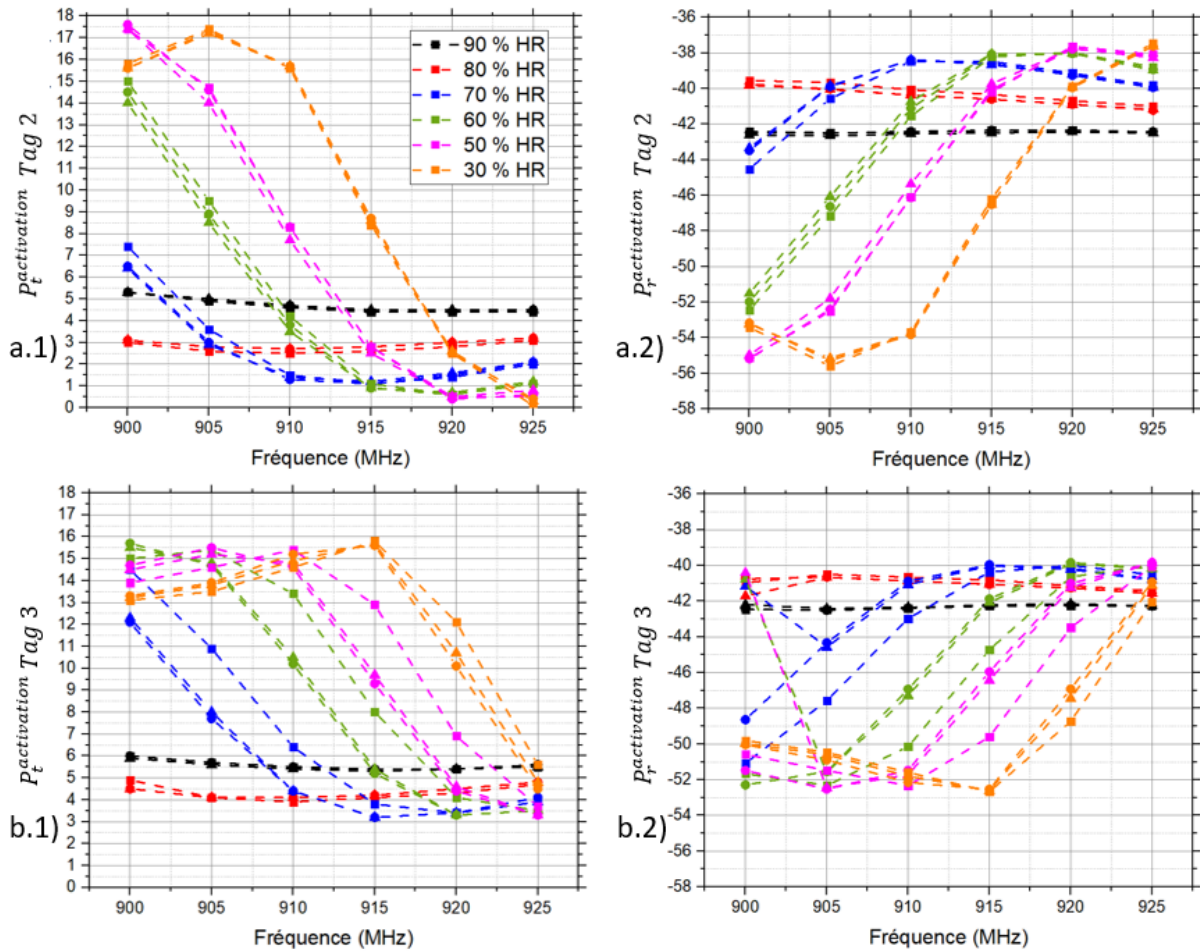 18
17
16
15
14
13
12
11
10
9
8
7
6
5
4
3
2
1
0
P_t^activation Tag 2
a.1)
90 % HR
80 % HR
70 % HR
60 % HR
50 % HR
30 % HR
900 905 910 915 920 925
Fréquence (MHz)
-36
-38
-40
-42
-44
-46
-48
-50
-52
-54
-56
-58
P_r^activation Tag 2
a.2)
900 905 910 915 920 925
Fréquence (MHz)
18
17
16
15
14
13
12
11
10
9
8
7
6
5
4
3
2
1
0
P_t^activation Tag 3
b.1)
900 905 910 915 920 925
Fréquence (MHz)
-36
-38
-40
-42
-44
-46
-48
-50
-52
-54
-56
-58
P_r^activation Tag 3
b.2)
900 905 910 915 920 925
Fréquence (MHz)